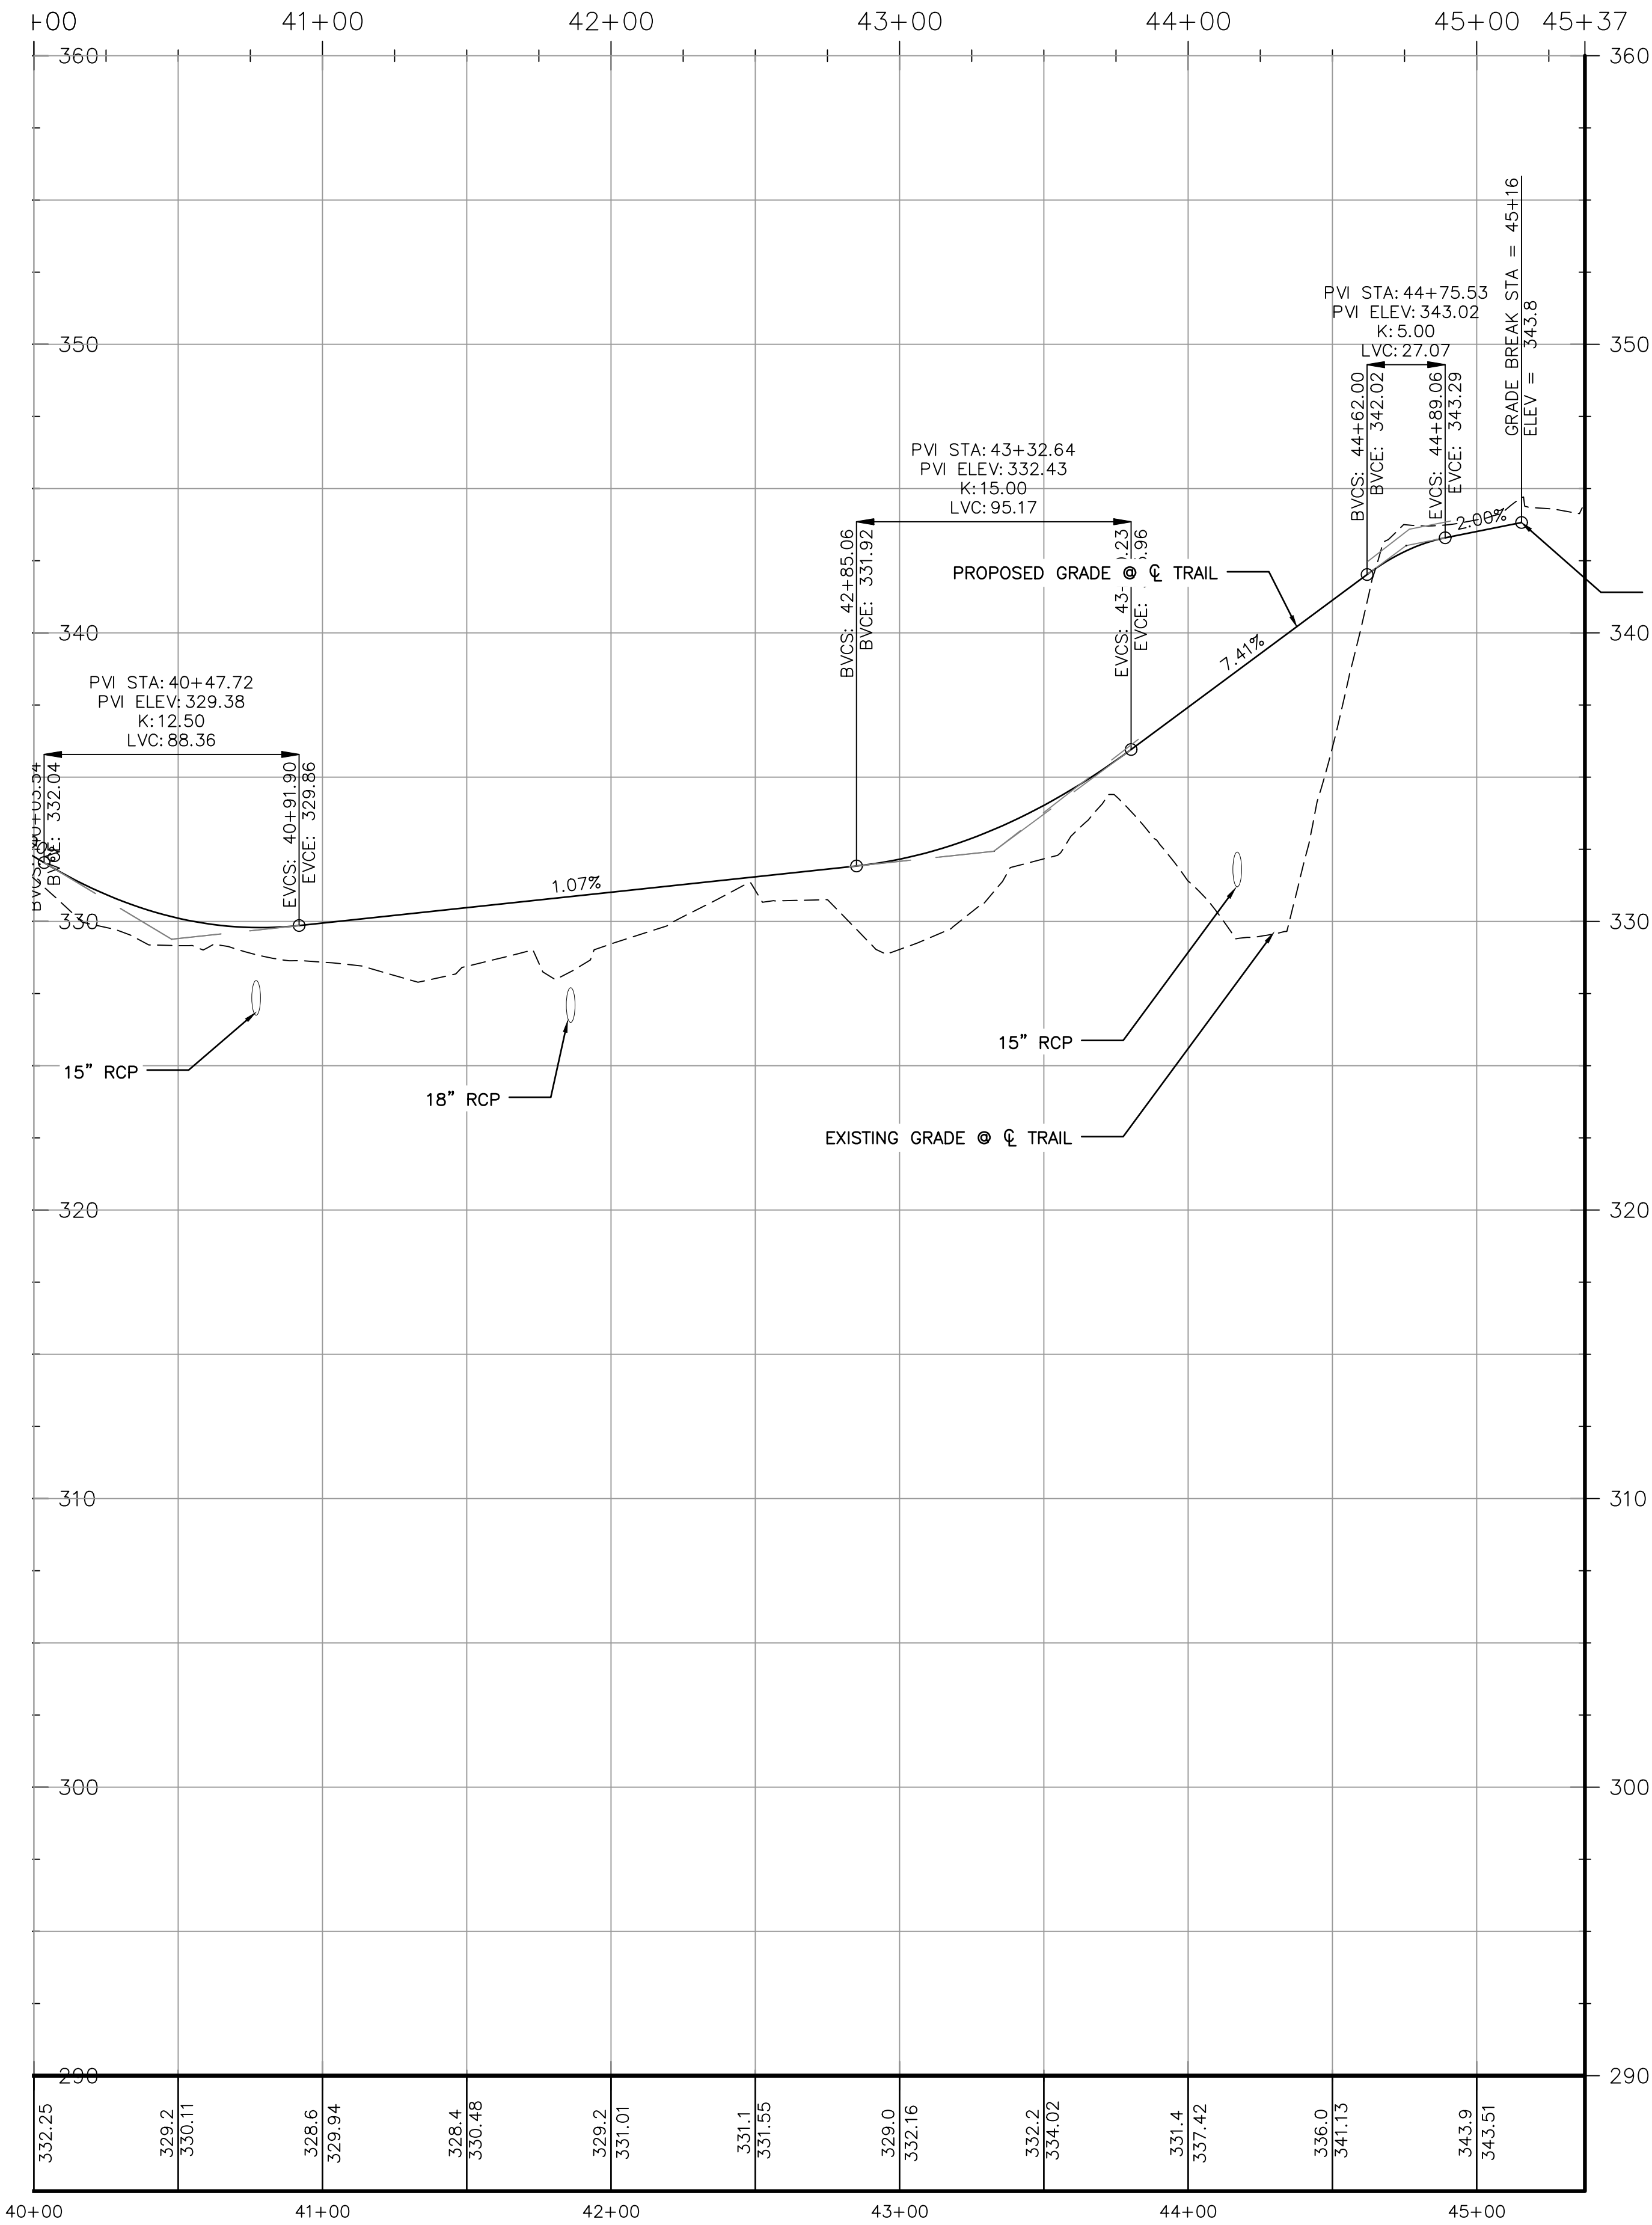 +00 41+00 42+00 43+00 44+00 45+00 45+37
360 360
GRADE BREAK STA = 45+16
ELEV = 343.8
PVI STA: 44+75.53
PVI ELEV: 343.02
K: 5.00
LVC: 27.07
350 350
BVCS: 44+62.00
BVCE: 342.02
EVCS: 44+89.06
EVCE: 343.29
PVI STA: 43+32.64
PVI ELEV: 332.43
K: 15.00
LVC: 95.17
2.00%
BVCS: 42+85.06
BVCE: 331.92
EVCS: 43+ .23
EVCE: .96
PROPOSED GRADE @ ℄ TRAIL
340 340
7.41%
PVI STA: 40+47.72
PVI ELEV: 329.38
K: 12.50
LVC: 88.36
BVCS:
BVCE: 332.04
EVCS: 40+91.90
EVCE: 329.86
1.07%
330 330
15" RCP
15" RCP
18" RCP
EXISTING GRADE @ ℄ TRAIL
320 320
310 310
300 300
290 290
332.25
329.2
330.11
328.6
329.94
328.4
330.48
329.2
331.01
331.1
331.55
329.0
332.16
332.2
334.02
331.4
337.42
336.0
341.13
343.9
343.51
40+00 41+00 42+00 43+00 44+00 45+00